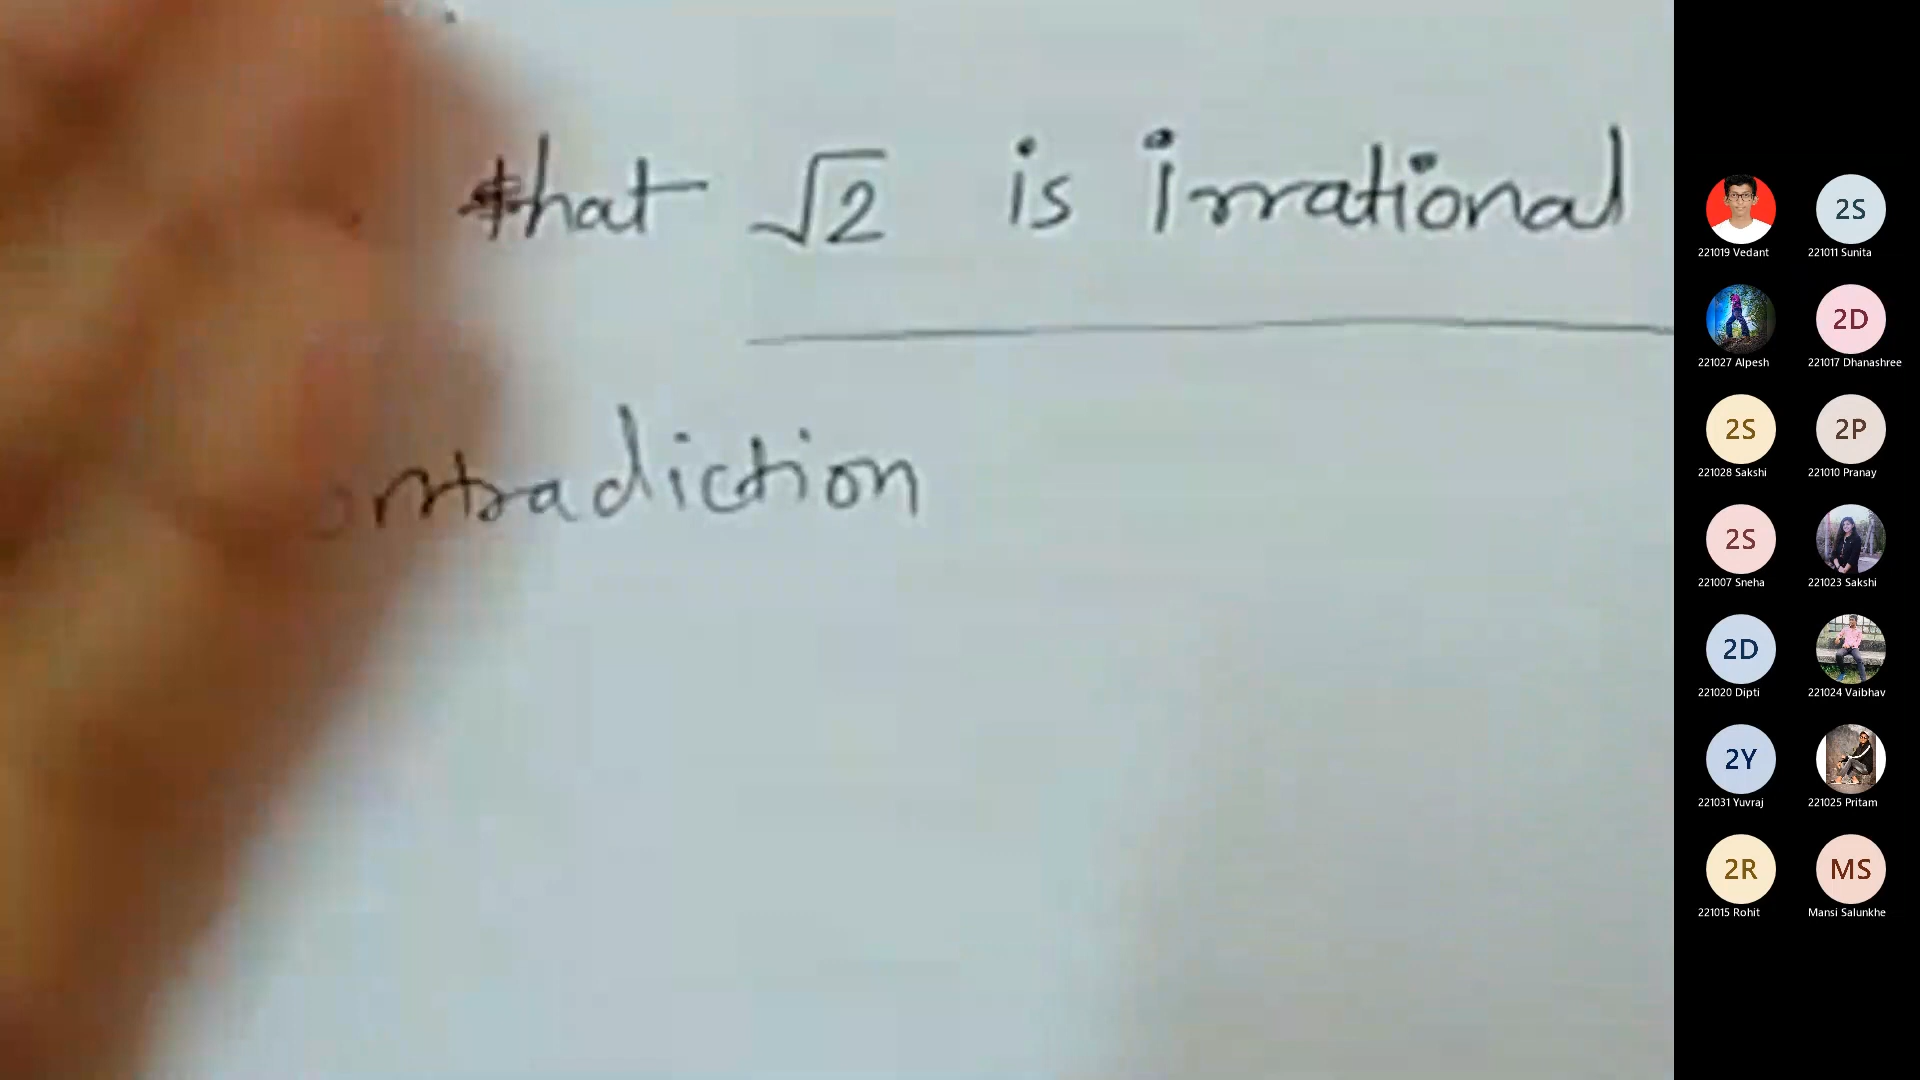 that √2 is irrational
ontradiction
221019 Vedant
2S
221011 Sunita
221027 Alpesh
2D
221017 Dhanashree
2S
221028 Sakshi
2P
221010 Pranay
2S
221007 Sneha
221023 Sakshi
2D
221020 Dipti
221024 Vaibhav
2Y
221031 Yuvraj
221025 Pritam
2R
221015 Rohit
MS
Mansi Salunkhe